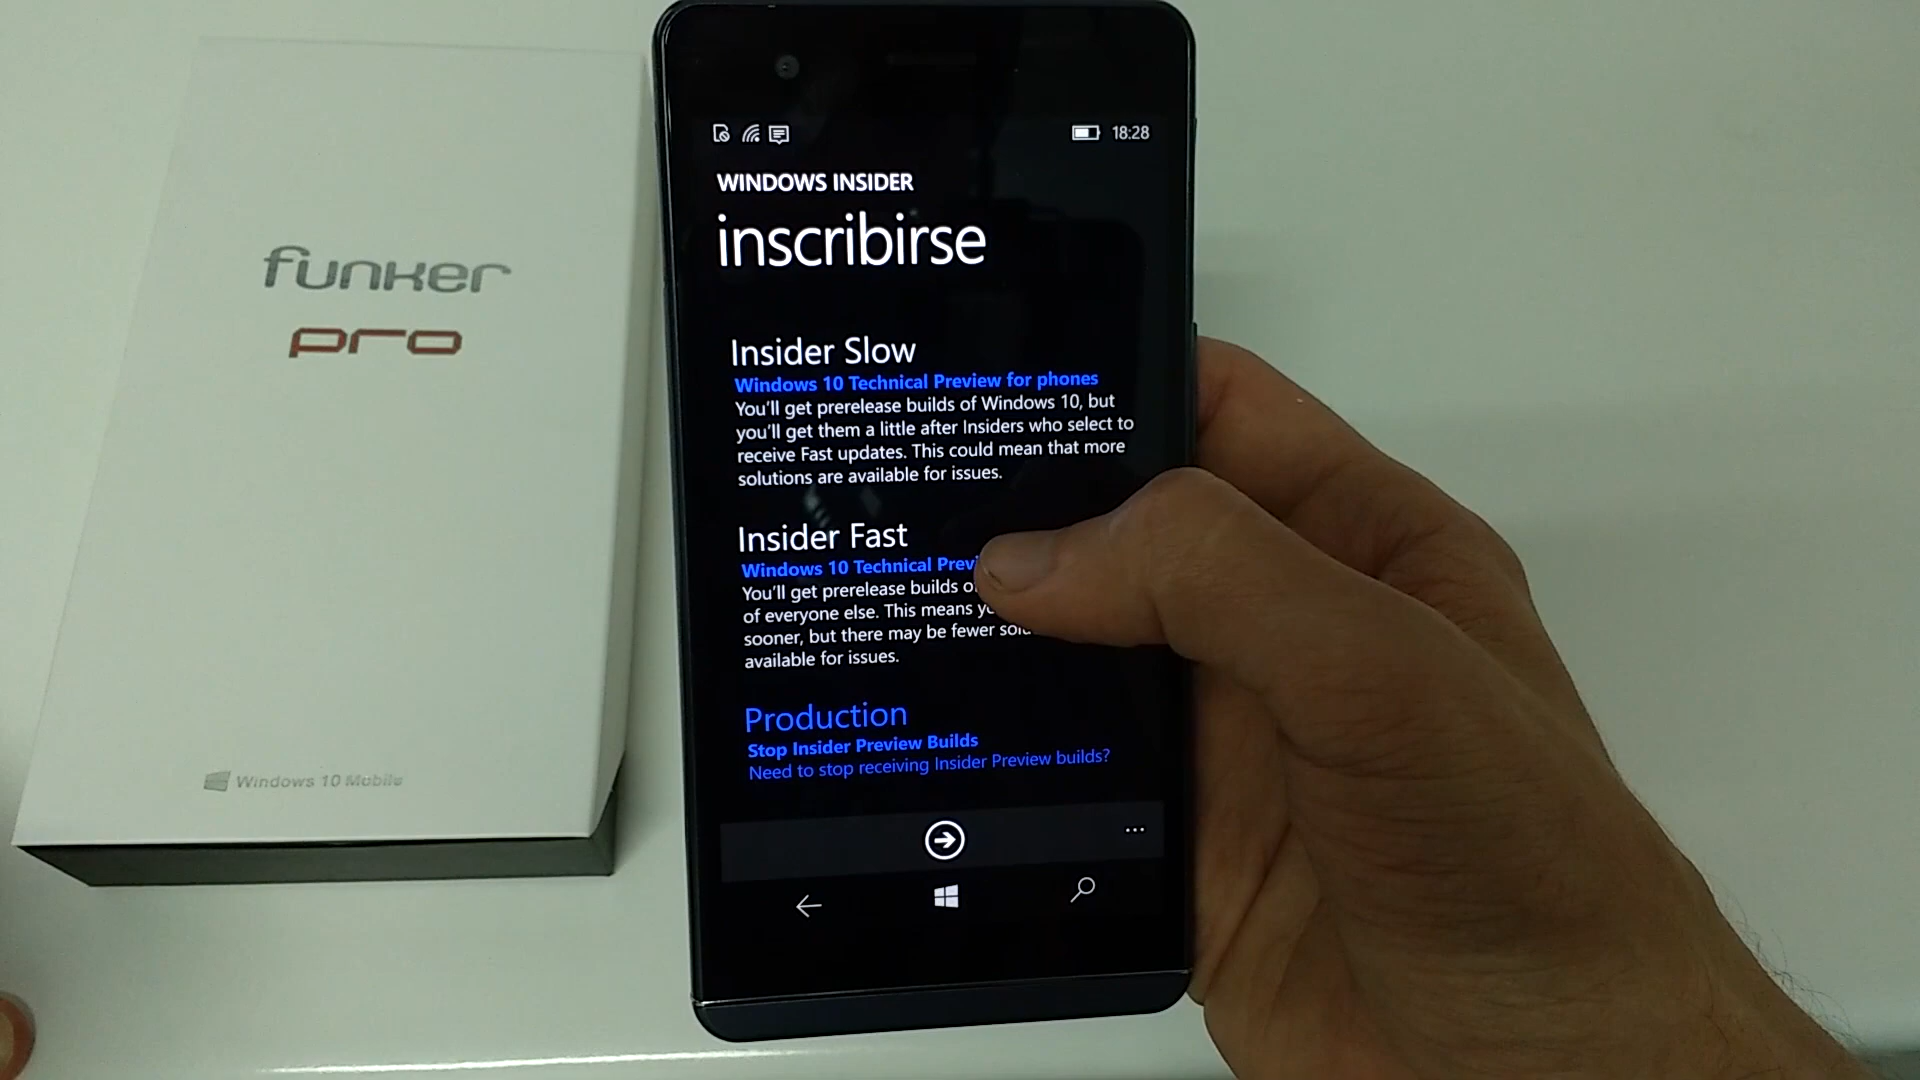 funker
pro
Windows 10 Mobile
18:28
WINDOWS INSIDER
inscribirse
Insider Slow
Windows 10 Technical Preview for phones
You'll get prerelease builds of Windows 10, but
you'll get them a little after Insiders who select to
receive Fast updates. This could mean that more
solutions are available for issues.
Insider Fast
Windows 10 Technical
You'll get prerelease builds
of everyone else. This means
sooner, but there may be fewer
available for issues.
Production
Stop Insider Preview Builds
Need to stop receiving Insider Preview builds?